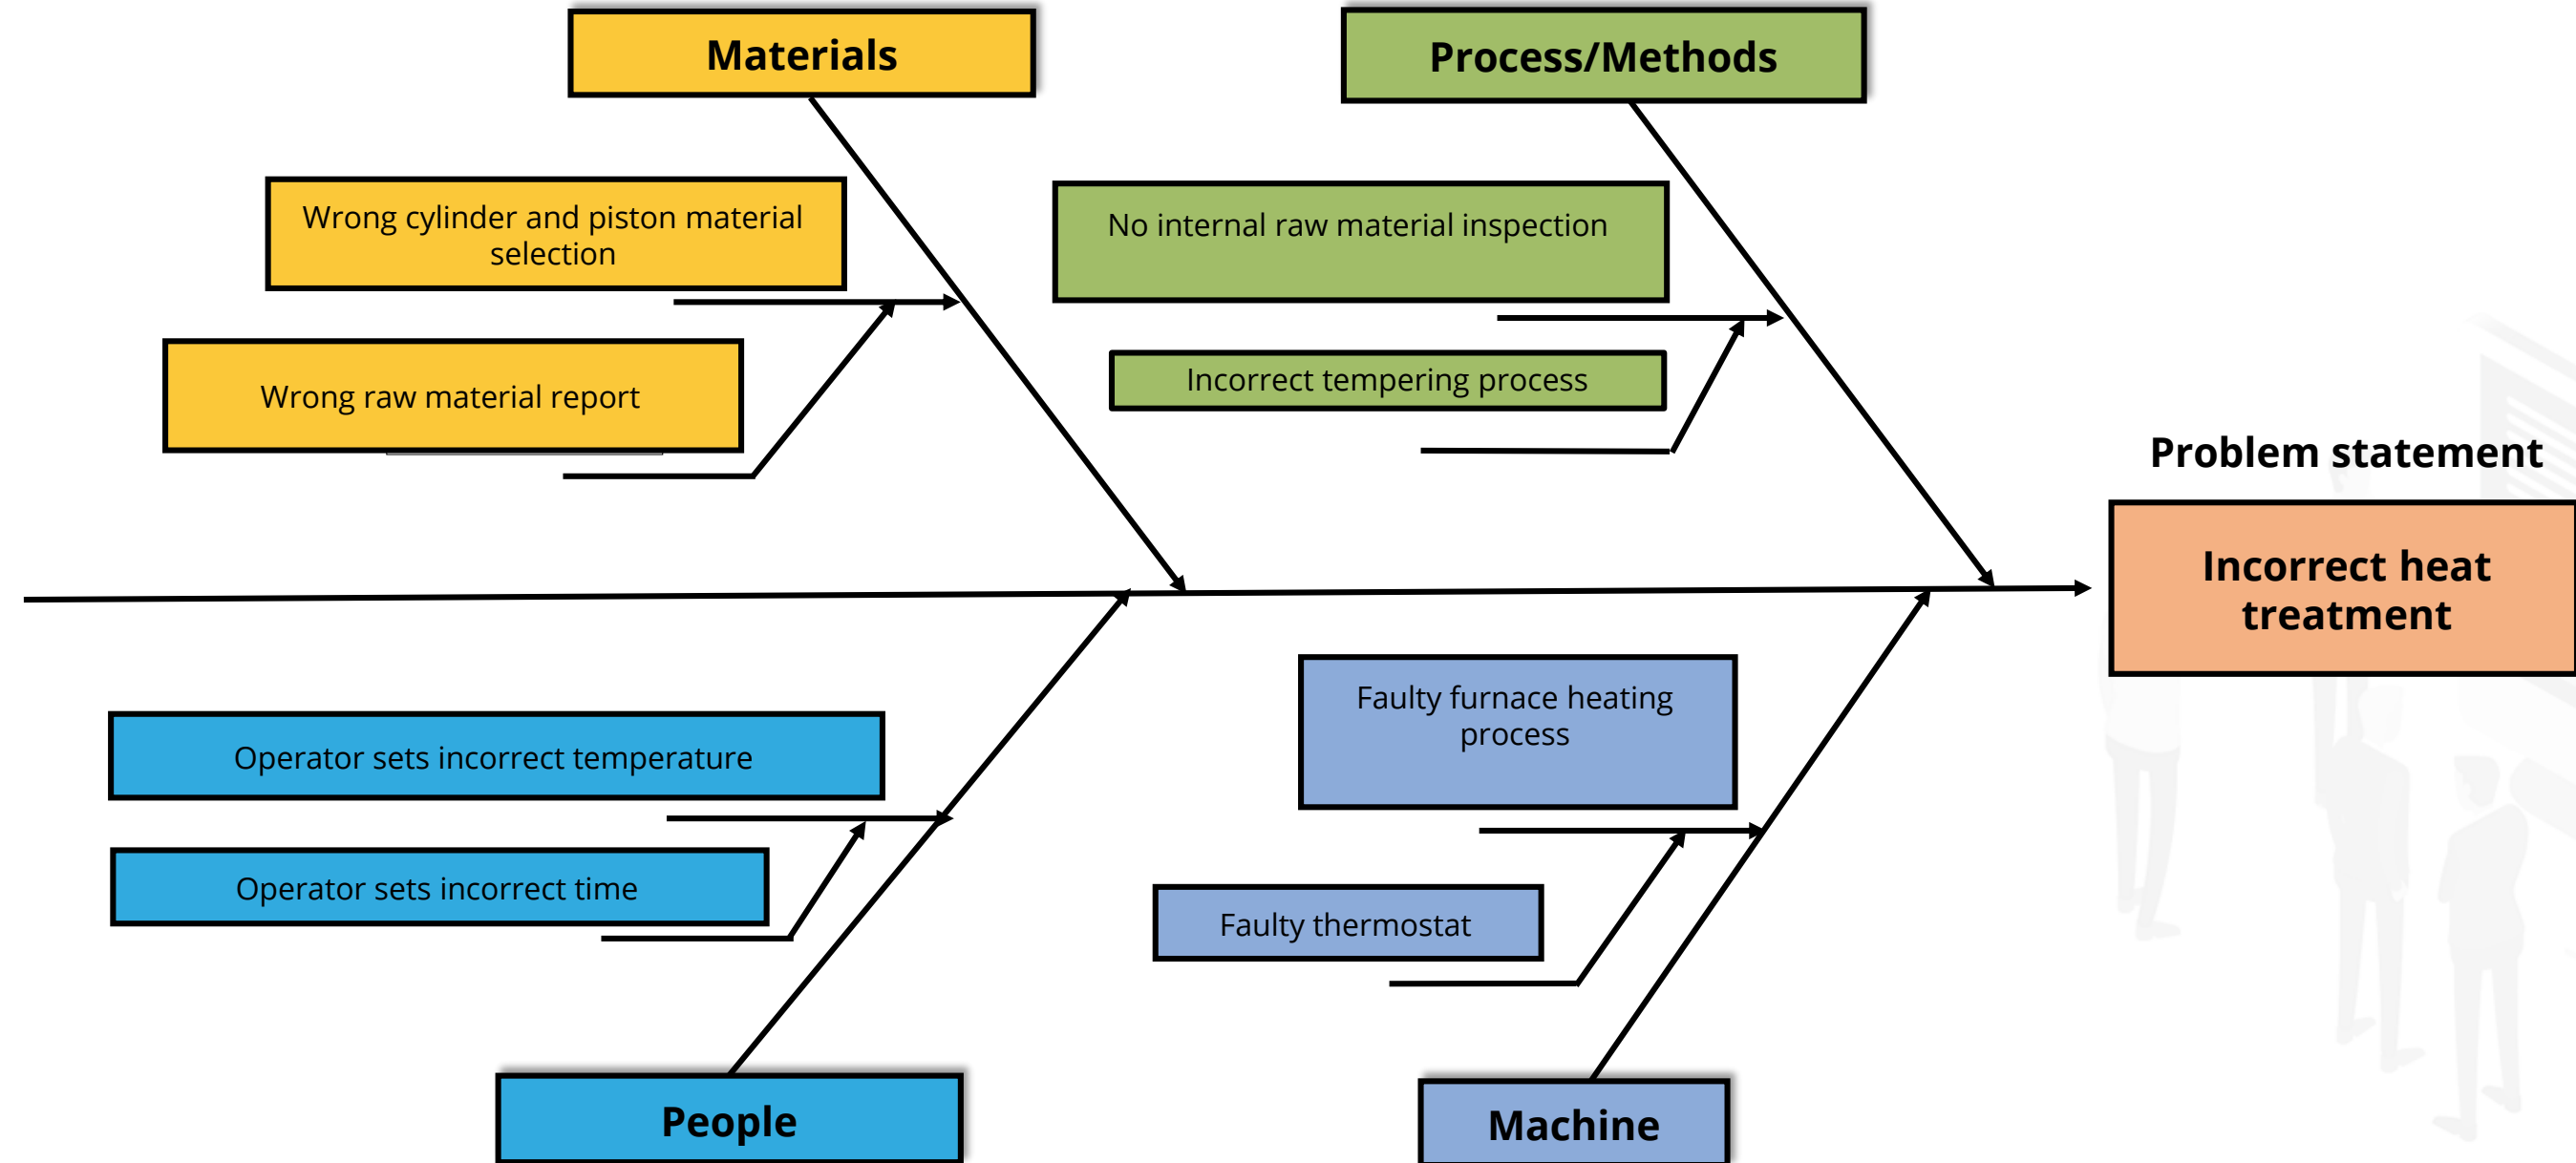 Materials
Process/Methods
Wrong cylinder and piston material
selection
No internal raw material inspection
Wrong raw material report
Incorrect tempering process
Problem statement
Incorrect heat
treatment
Faulty furnace heating
process
Operator sets incorrect temperature
Operator sets incorrect time
Faulty thermostat
People
Machine